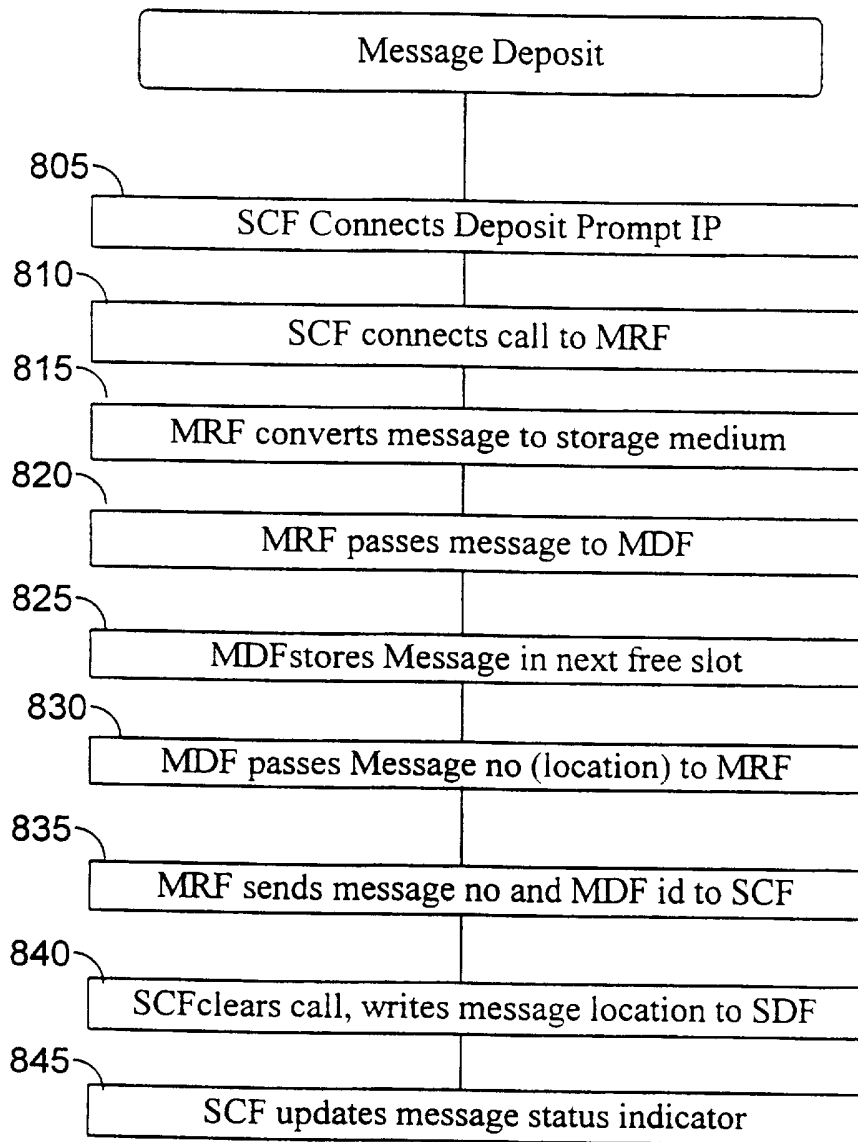 Message Deposit
805
SCF Connects Deposit Prompt IP
810
SCF connects call to MRF
815
MRF converts message to storage medium
820
MRF passes message to MDF
825
MDFstores Message in next free slot
830
MDF passes Message no (location) to MRF
835
MRF sends message no and MDF id to SCF
840
SCFclears call, writes message location to SDF
845
SCF updates message status indicator